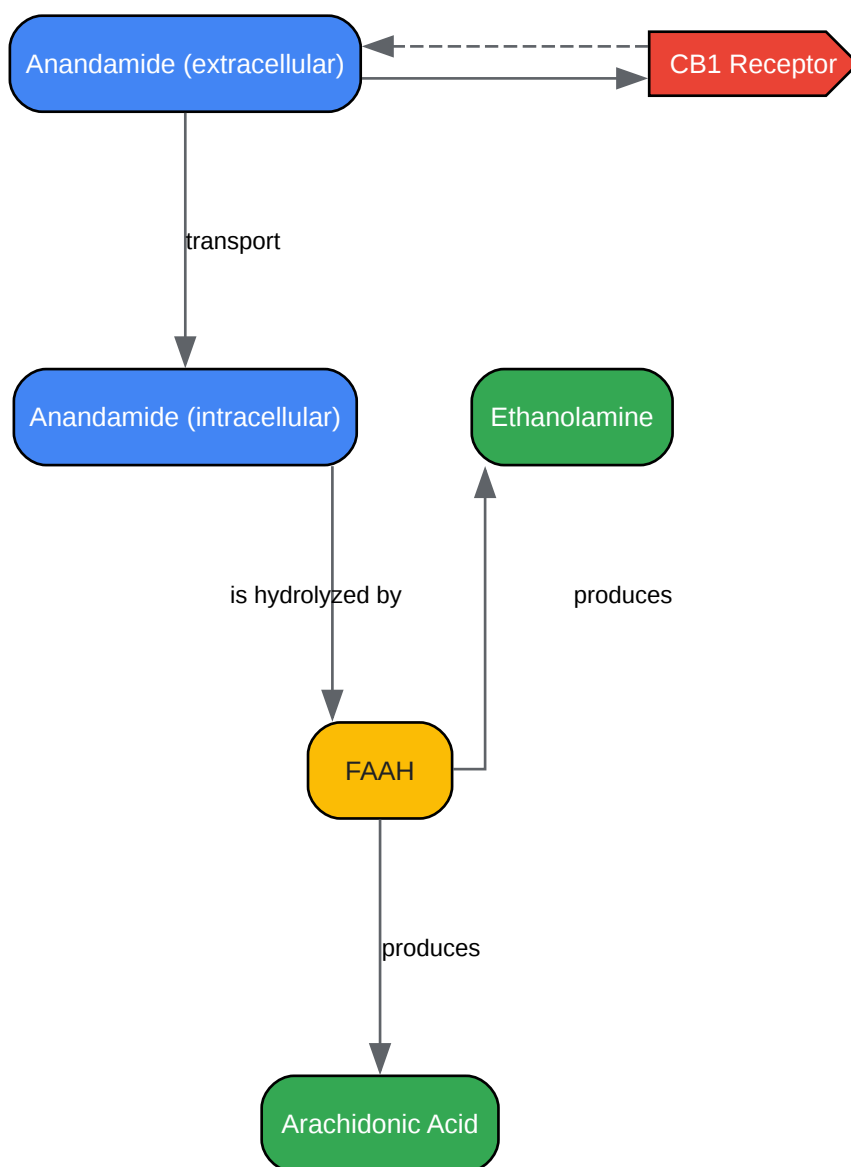 Anandamide (extracellular)
CB1 Receptor
transport
Anandamide (intracellular)
Ethanolamine
is hydrolyzed by
produces
FAAH
produces
Arachidonic Acid